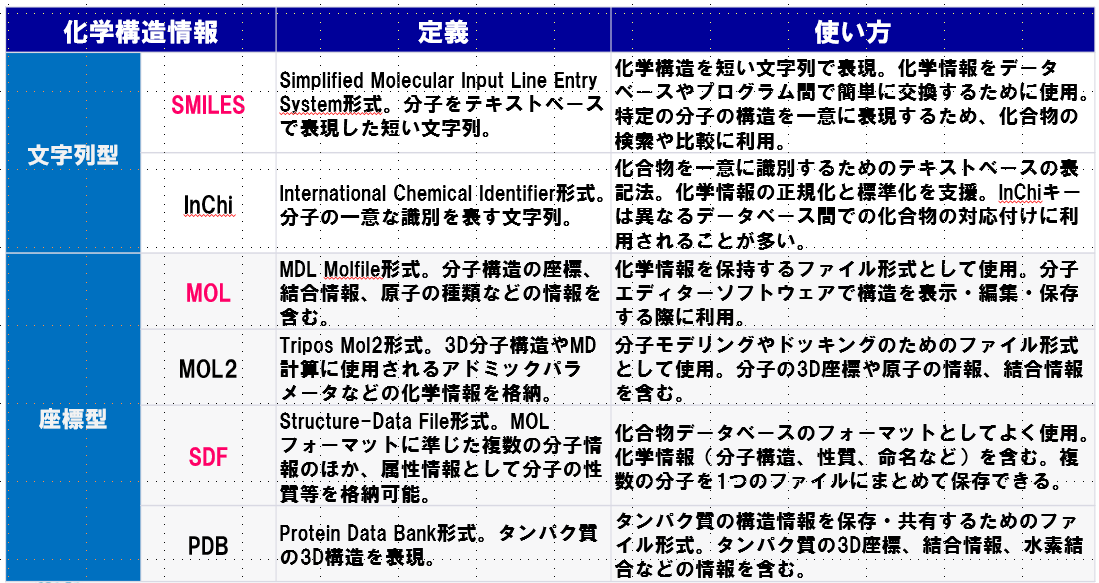 化学構造情報
定義
使い方
文字列型
SMILES
Simplified Molecular Input Line Entry
System形式。分子をテキストベース
で表現した短い文字列。
化学構造を短い文字列で表現。化学情報をデータ
ベースやプログラム間で簡単に交換するために使用。
特定の分子の構造を一意に表現するため、化合物の
検索や比較に利用。
InChi
International Chemical Identifier形式。
分子の一意な識別を表す文字列。
化合物を一意に識別するためのテキストベースの表
記法。化学情報の正規化と標準化を支援。InChiキー
は異なるデータベース間での化合物の対応付けに利
用されることが多い。
座標型
MOL
MDL Molfile形式。分子構造の座標、
結合情報、原子の種類などの情報を
含む。
化学情報を保持するファイル形式として使用。分子
エディターソフトウェアで構造を表示・編集・保存
する際に利用。
MOL2
Tripos Mol2形式。3D分子構造やMD
計算に使用されるアドミックパラ
メータなどの化学情報を格納。
分子モデリングやドッキングのためのファイル形式
として使用。分子の3D座標や原子の情報、結合情報
を含む。
SDF
Structure-Data File形式。MOL
フォーマットに準じた複数の分子情
報のほか、属性情報として分子の性
質等を格納可能。
化合物データベースのフォーマットとしてよく使用。
化学情報（分子構造、性質、命名など）を含む。複
数の分子を1つのファイルにまとめて保存できる。
PDB
Protein Data Bank形式。タンパク質
の3D構造を表現。
タンパク質の構造情報を保存・共有するためのファ
イル形式。タンパク質の3D座標、結合情報、水素結
合などの情報を含む。